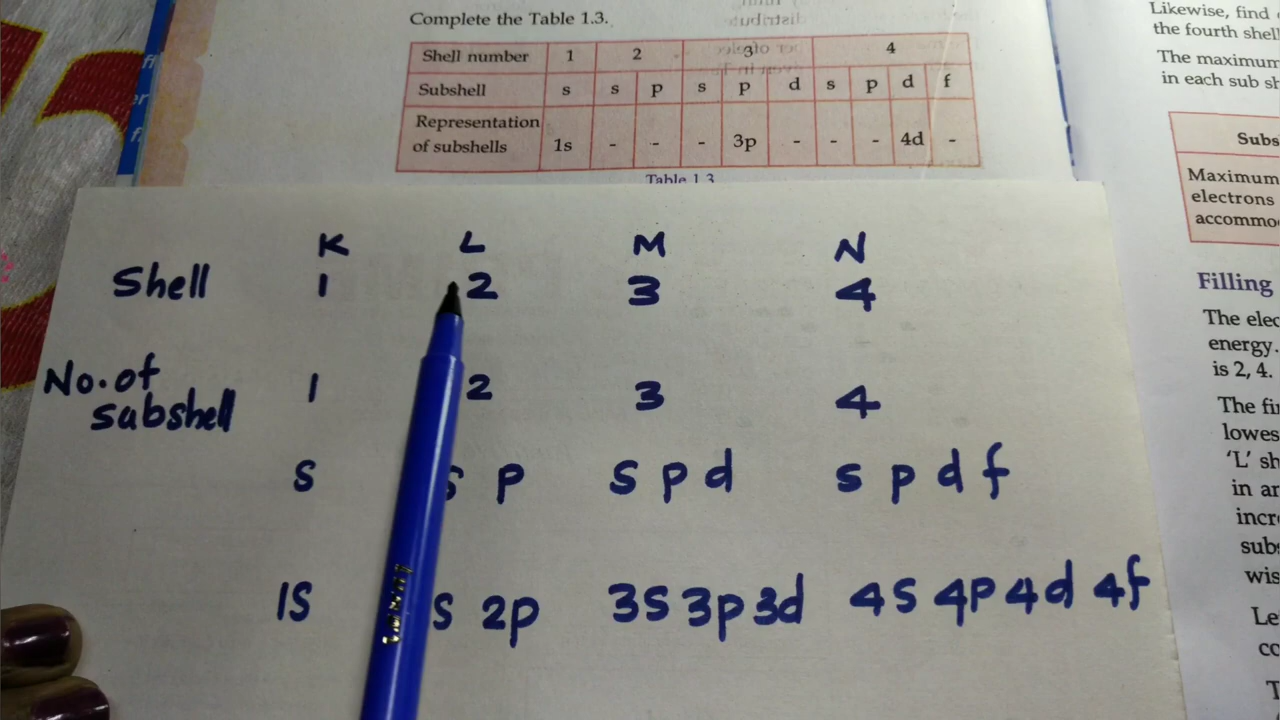 Complete the Table 1.3.
Shell number 1 2 3 4
Subshell s s p s p d s p d f
Representation of subshells 1s - - - 3p - - - 4d -
Table 1.3
Likewise, find
the fourth shell
The maximum
in each sub sh
Subs
Maximum
electrons
accommo
Filling
The elec
energy.
is 2, 4.
The fir
lowes
'L' sh
in an
incre
subs
wis
Le
K L M N
Shell 1 2 3 4
No. of subshell 1 2 3 4
s s p s p d s p d f
1s s 2p 3s 3p 3d 4s 4p 4d 4f